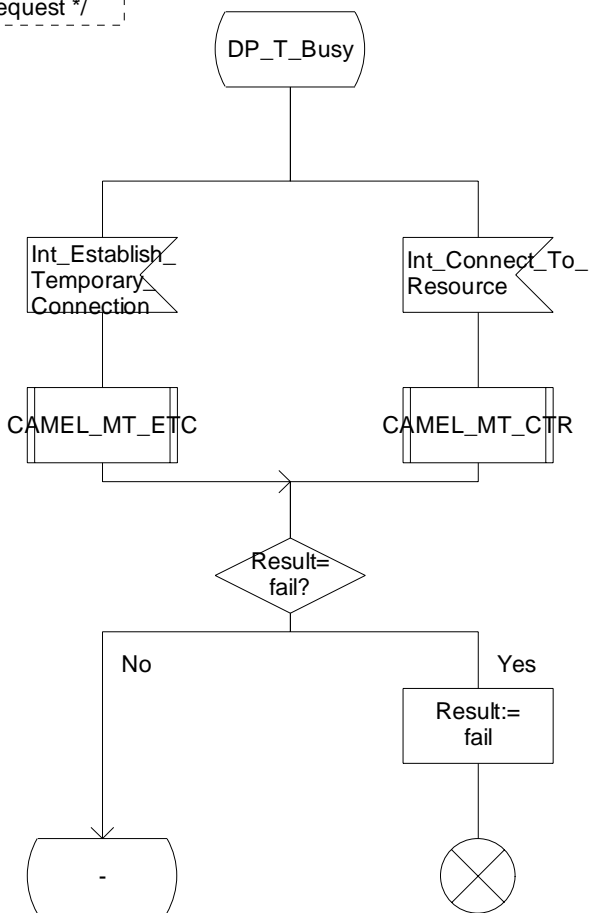 equest */
DP_T_Busy
Int_Establish_
Temporary_
Connection
Int_Connect_To_
Resource
CAMEL_MT_ETC
CAMEL_MT_CTR
Result=
fail?
No
Yes
Result:=
fail
-